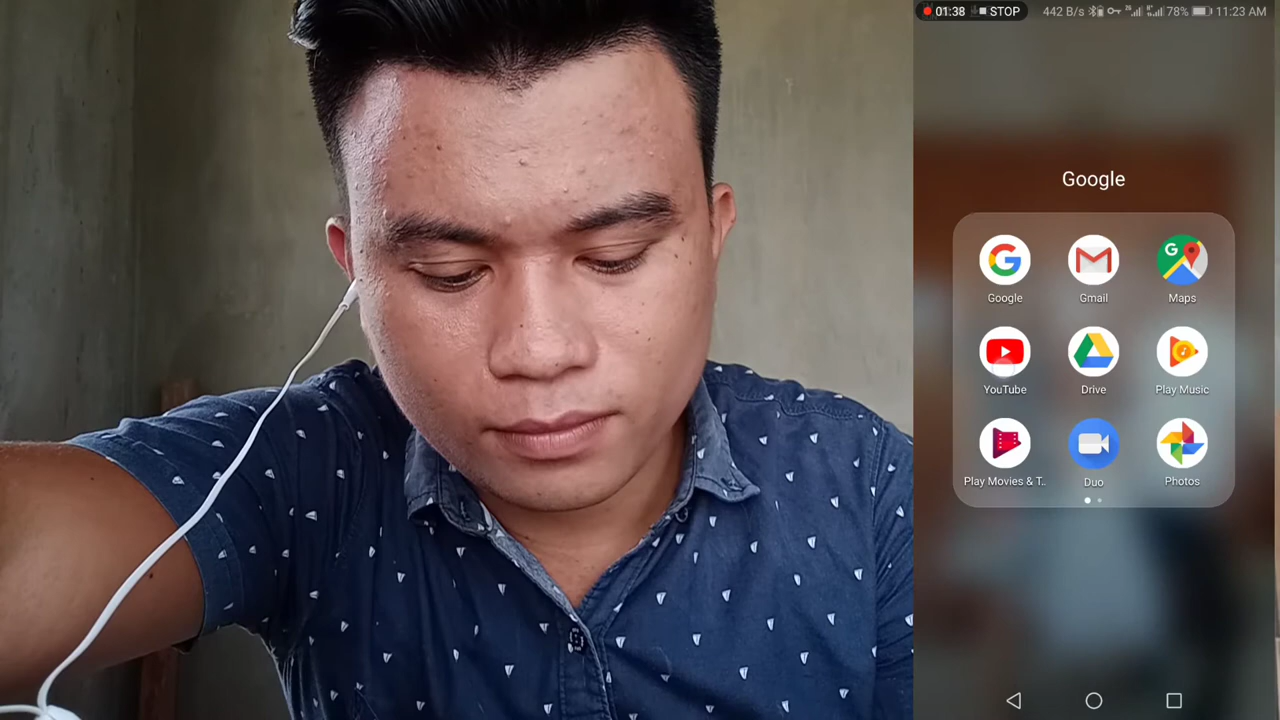 01:38 STOP 442 B/s 78% 11:23 AM
Google
Google Gmail Maps
YouTube Drive Play Music
Play Movies & T..
Duo
Photos